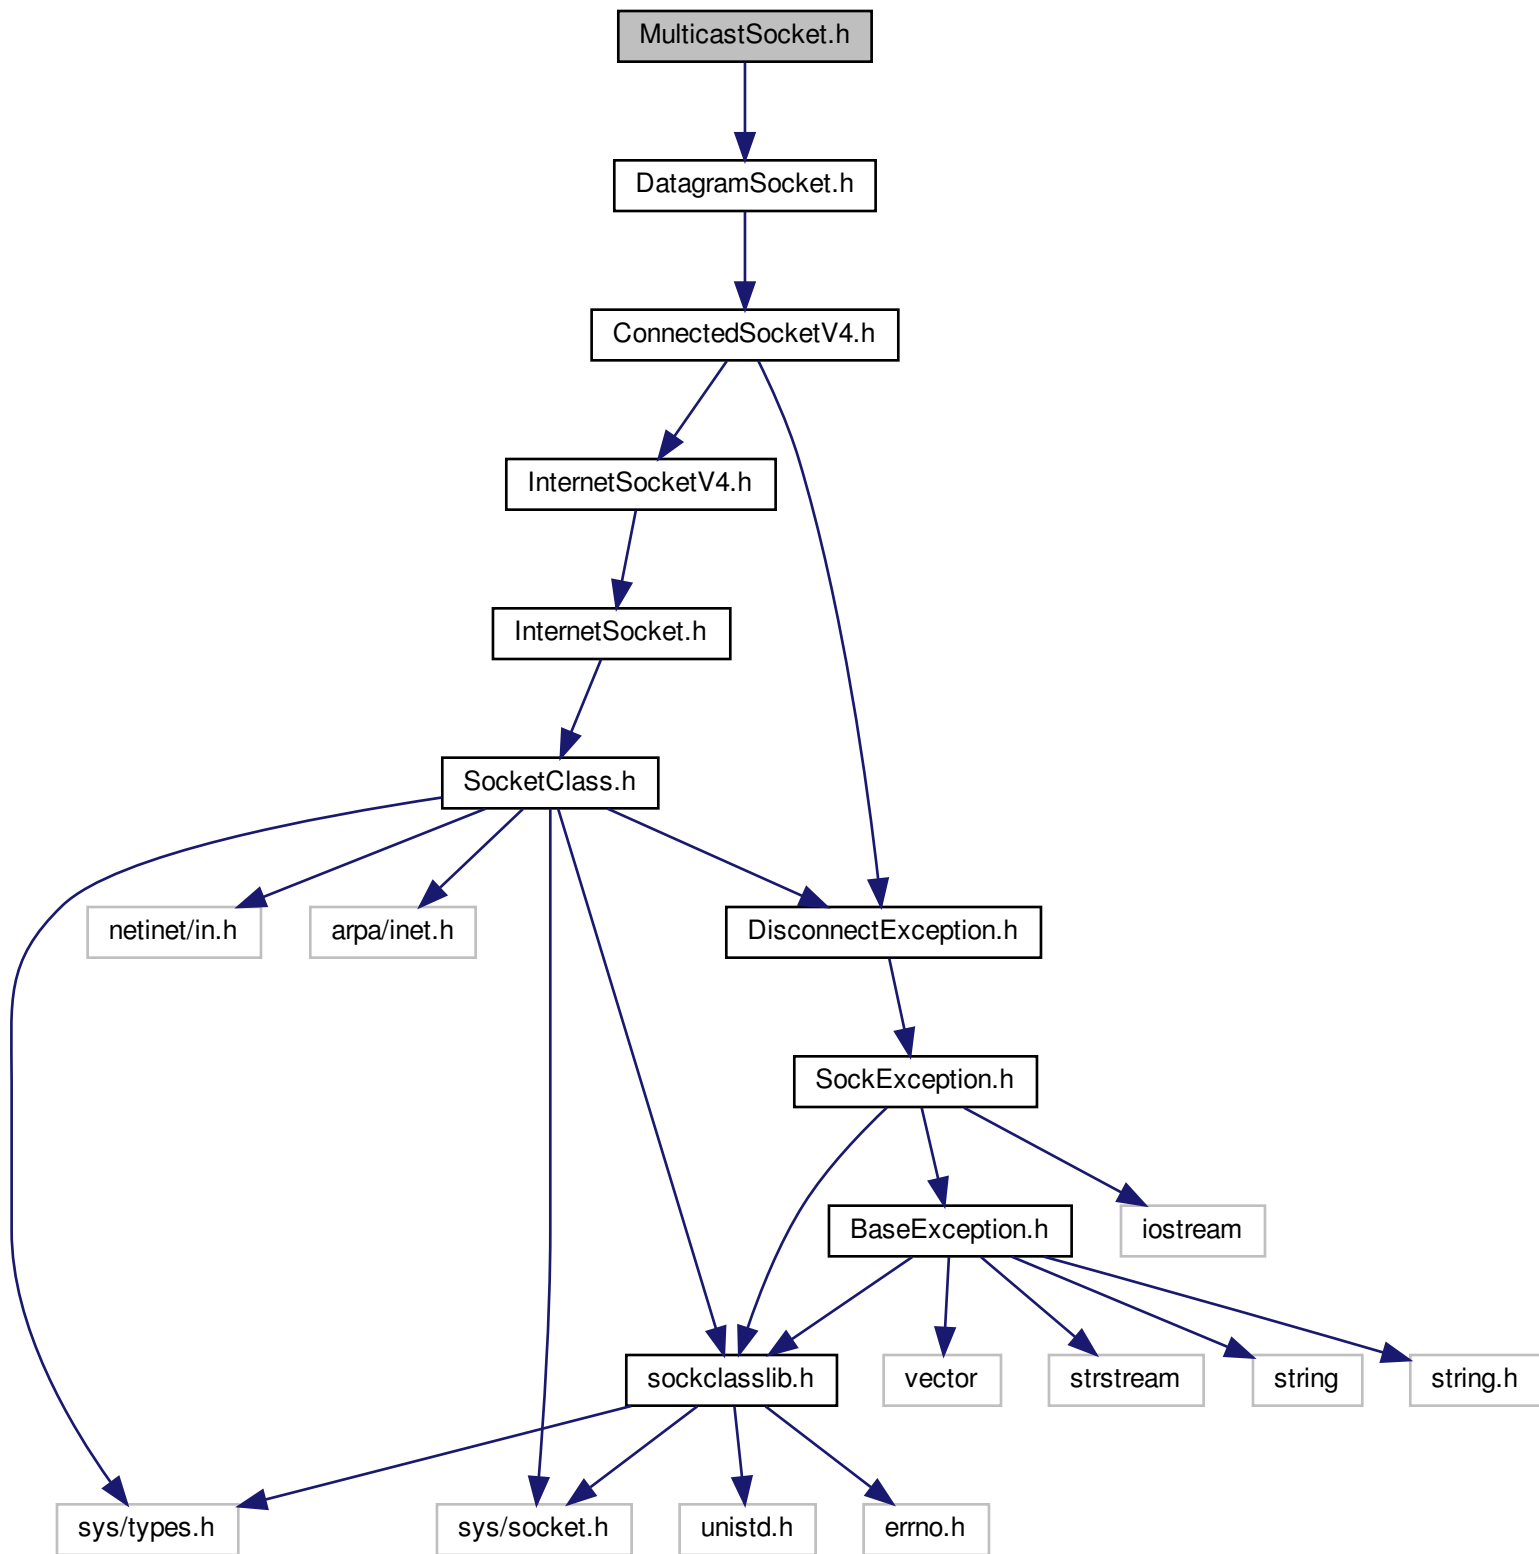 MulticastSocket.h
DatagramSocket.h
ConnectedSocketV4.h
InternetSocketV4.h
InternetSocket.h
SocketClass.h
netinet/in.h
arpa/inet.h
DisconnectException.h
SockException.h
BaseException.h
iostream
sockclasslib.h
vector
strstream
string
string.h
sys/types.h
sys/socket.h
unistd.h
errno.h